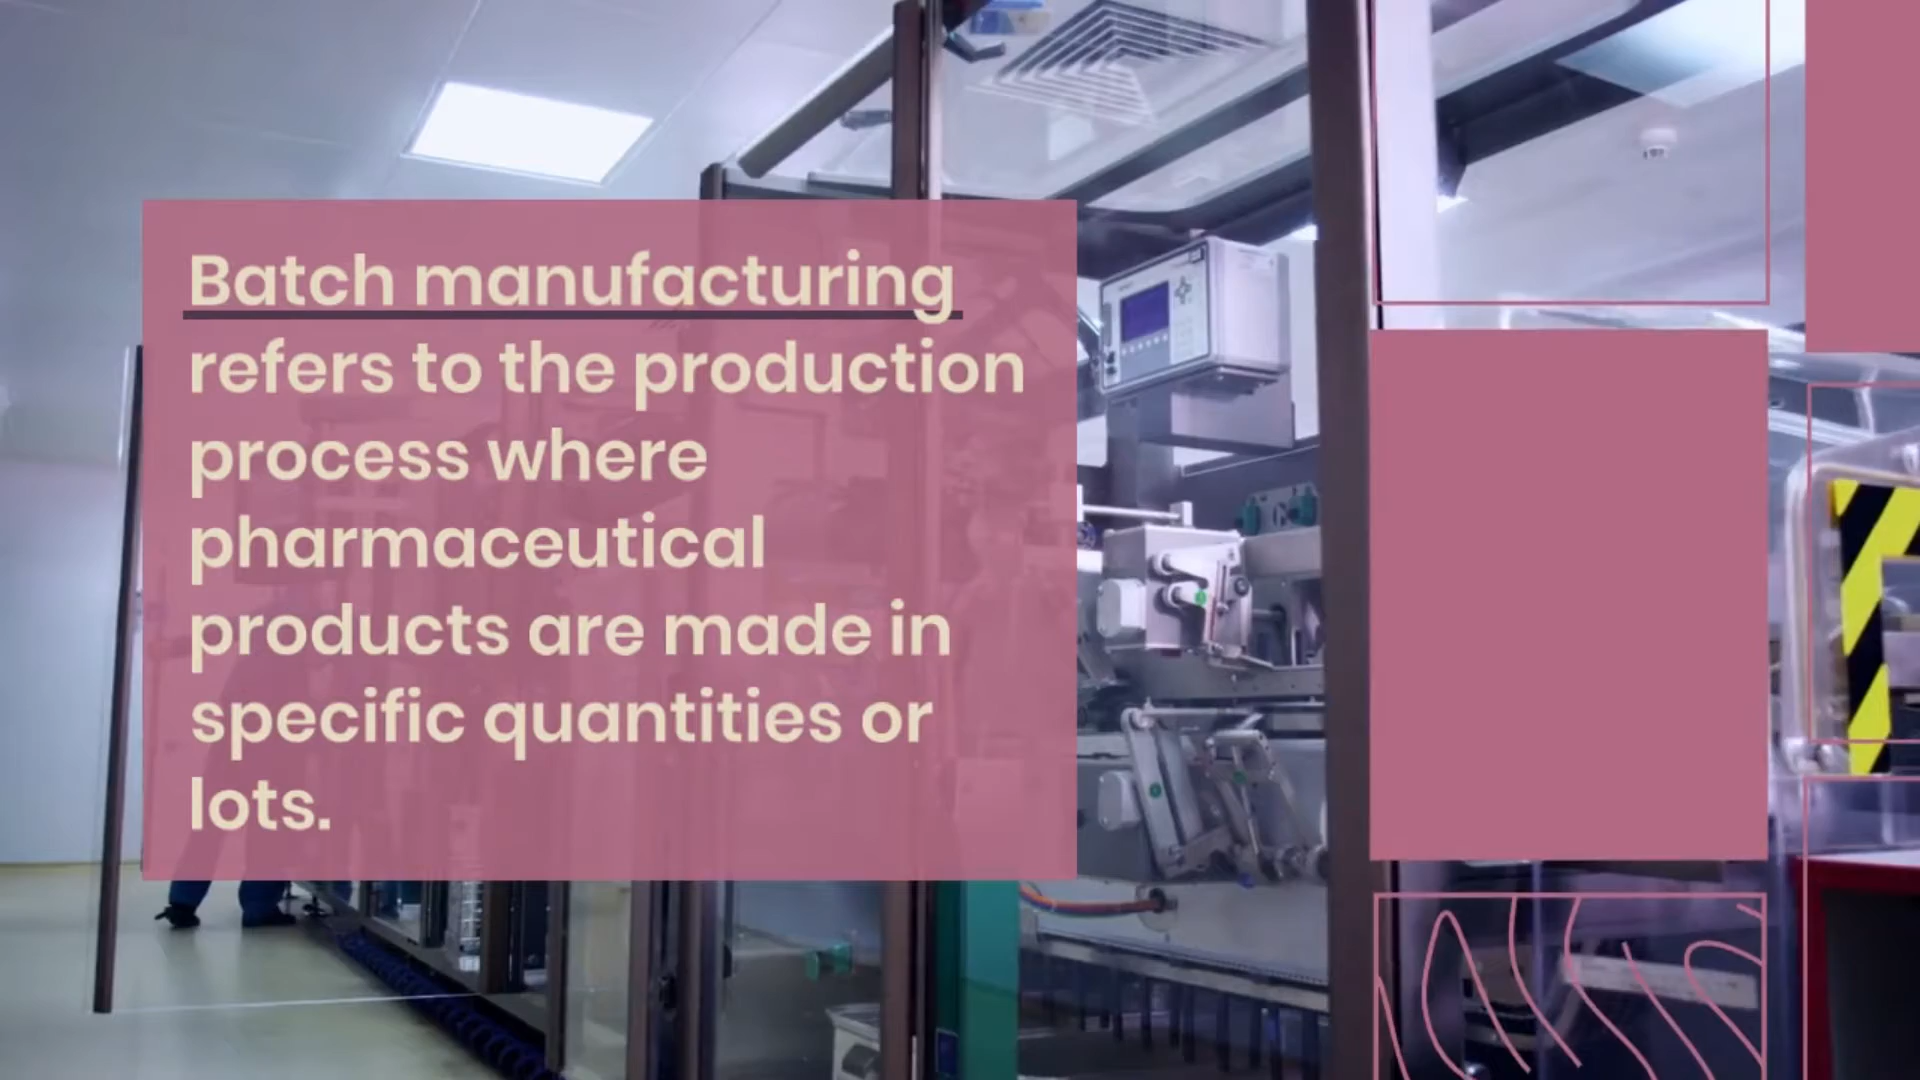 Batch manufacturing
refers to the production
process where
pharmaceutical
products are made in
specific quantities or
lots.